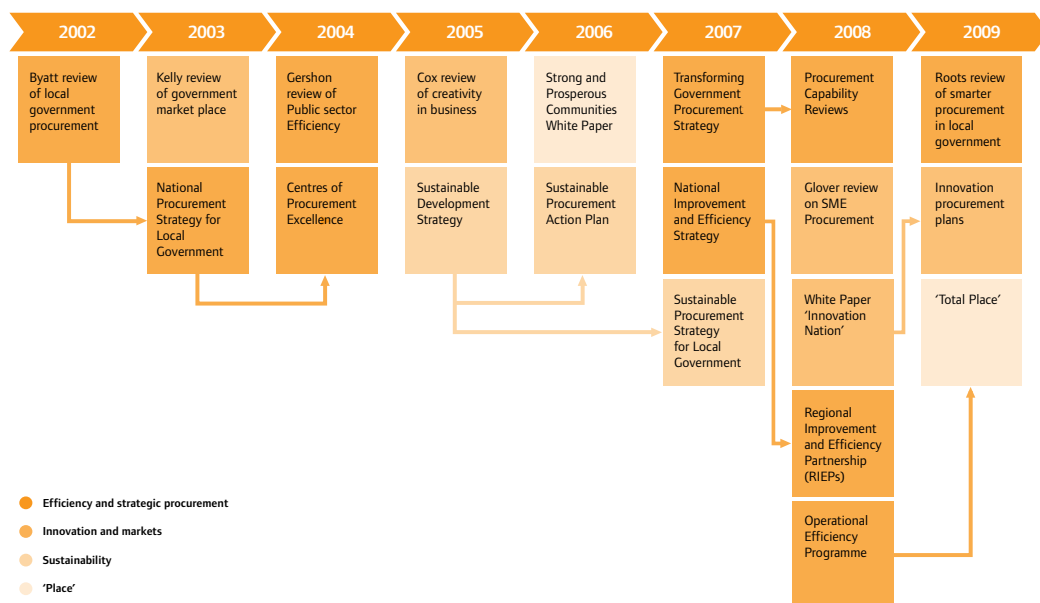 2002
2003
2004
2005
2006
2007
2008
2009
Byatt review
of local
government
procurement
Kelly review
of government
market place
Gershon
review of
Public sector
Efficiency
Cox review
of creativity
in business
Strong and
Prosperous
Communities
White Paper
Transforming
Government
Procurement
Strategy
Procurement
Capability
Reviews
Roots review
of smarter
procurement
in local
government
National
Procurement
Strategy for
Local
Government
Centres of
Procurement
Excellence
Sustainable
Development
Strategy
Sustainable
Procurement
Action Plan
National
Improvement
and Efficiency
Strategy
Glover review
on SME
Procurement
Innovation
procurement
plans
Sustainable
Procurement
Strategy
for Local
Government
White Paper
‘Innovation
Nation’
‘Total Place’
Regional
Improvement
and Efficiency
Partnership
(RIEPs)
Operational
Efficiency
Programme
Efficiency and strategic procurement
Innovation and markets
Sustainability
‘Place’